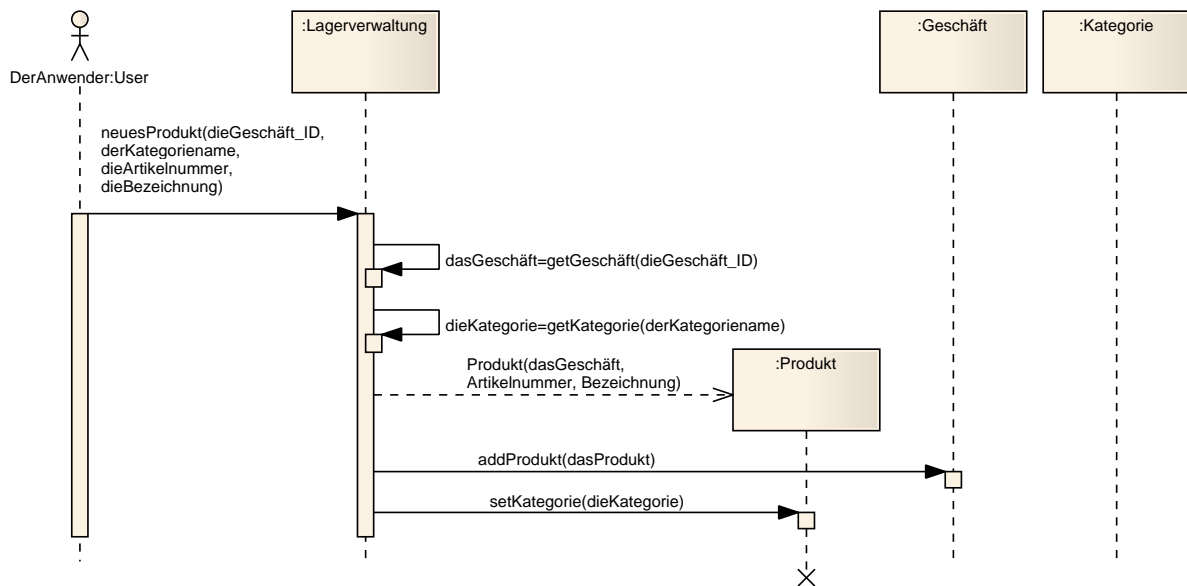 :Lagerverwaltung
:Geschäft
:Kategorie
DerAnwender:User
neuesProdukt(dieGeschäft_ID,
derKategoriename,
dieArtikelnummer,
dieBezeichnung)
dasGeschäft=getGeschäft(dieGeschäft_ID)
dieKategorie=getKategorie(derKategoriename)
Produkt(dasGeschäft,
Artikelnummer, Bezeichnung)
:Produkt
addProdukt(dasProdukt)
setKategorie(dieKategorie)